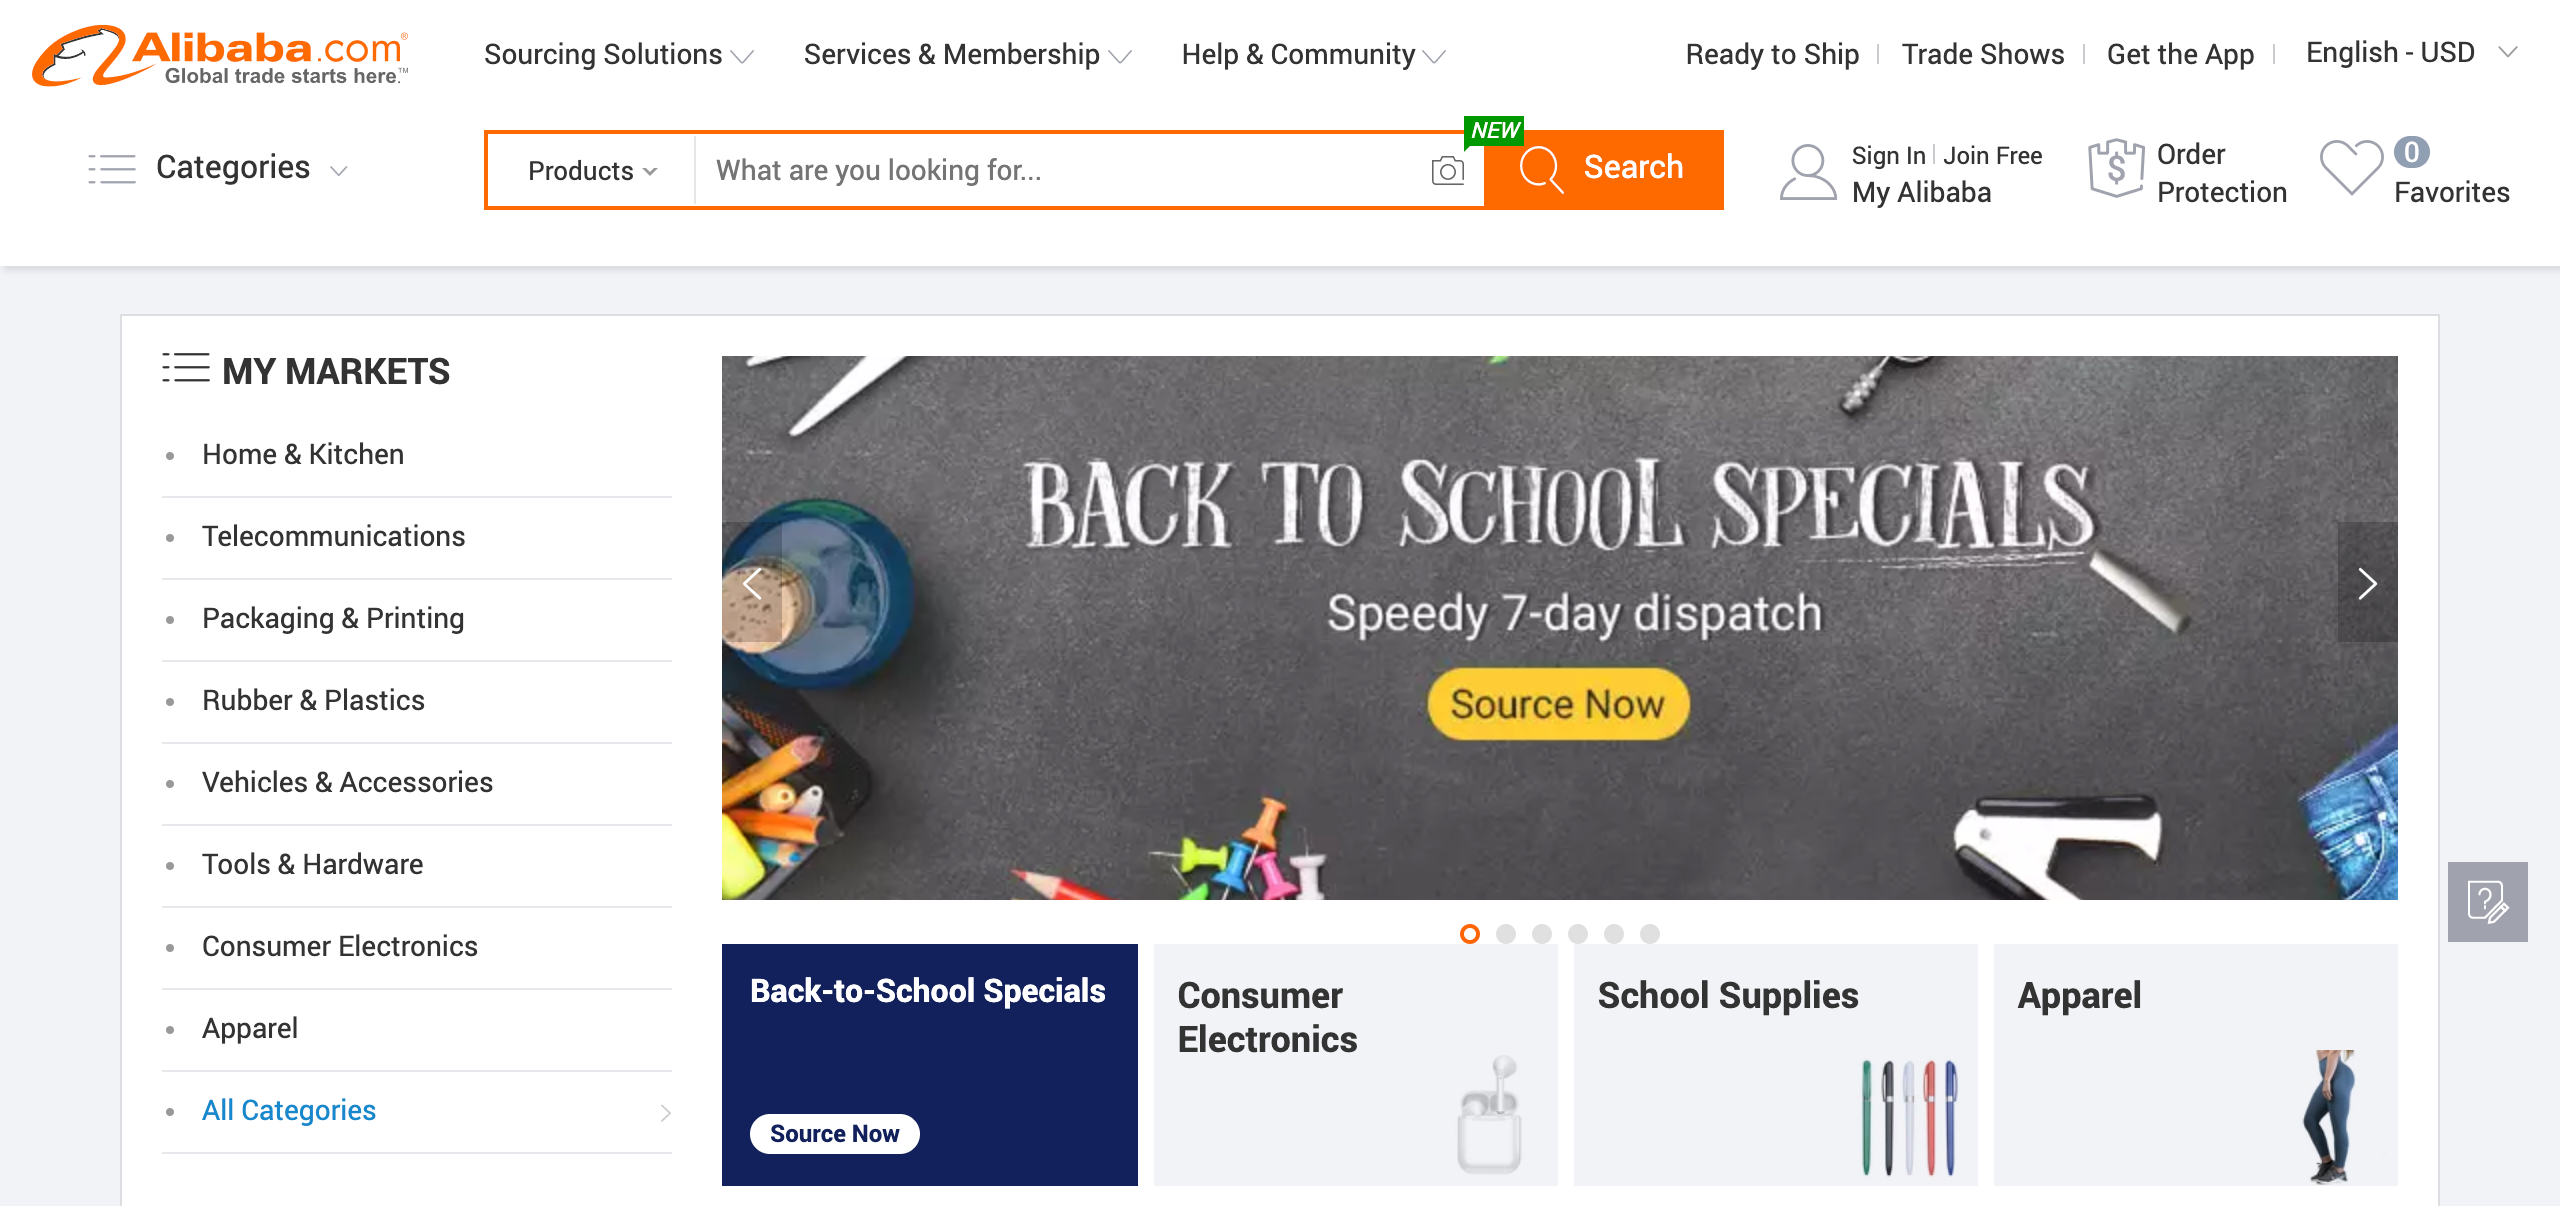 Alibaba.com®
Global trade starts here.™
Sourcing Solutions
Services & Membership
Help & Community
Ready to Ship
Trade Shows
Get the App
English - USD
Categories
Products
What are you looking for...
NEW
Search
Sign In
Join Free
My Alibaba
Order
Protection
0
Favorites
MY MARKETS
Home & Kitchen
Telecommunications
Packaging & Printing
Rubber & Plastics
Vehicles & Accessories
Tools & Hardware
Consumer Electronics
Apparel
All Categories
BACK TO SCHOOL SPECIALS
Speedy 7-day dispatch
Source Now
Back-to-School Specials
Source Now
Consumer
Electronics
School Supplies
Apparel